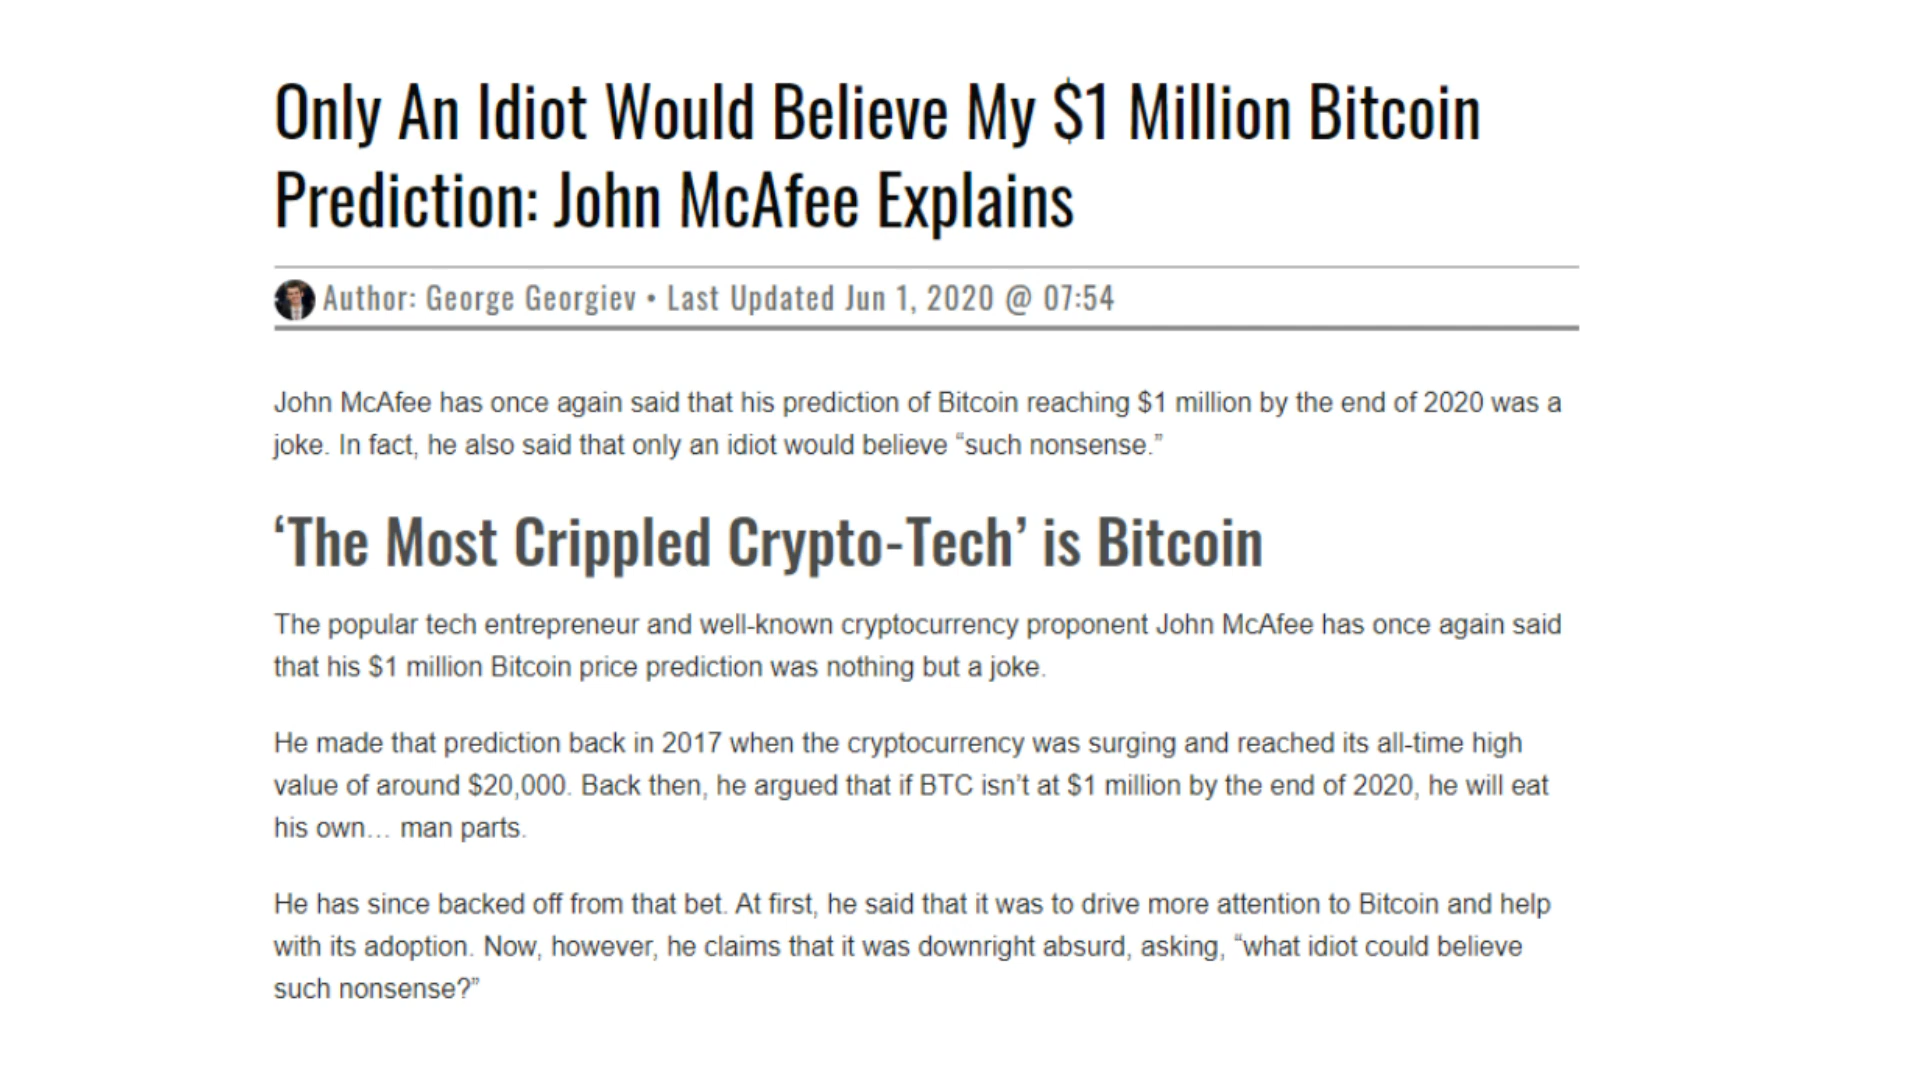 Only An Idiot Would Believe My $1 Million Bitcoin
Prediction: John McAfee Explains
Author: George Georgiev • Last Updated Jun 1, 2020 @ 07:54
John McAfee has once again said that his prediction of Bitcoin reaching $1 million by the end of 2020 was a
joke. In fact, he also said that only an idiot would believe “such nonsense.”
‘The Most Crippled Crypto-Tech’ is Bitcoin
The popular tech entrepreneur and well-known cryptocurrency proponent John McAfee has once again said
that his $1 million Bitcoin price prediction was nothing but a joke.
He made that prediction back in 2017 when the cryptocurrency was surging and reached its all-time high
value of around $20,000. Back then, he argued that if BTC isn’t at $1 million by the end of 2020, he will eat
his own… man parts.
He has since backed off from that bet. At first, he said that it was to drive more attention to Bitcoin and help
with its adoption. Now, however, he claims that it was downright absurd, asking, “what idiot could believe
such nonsense?”